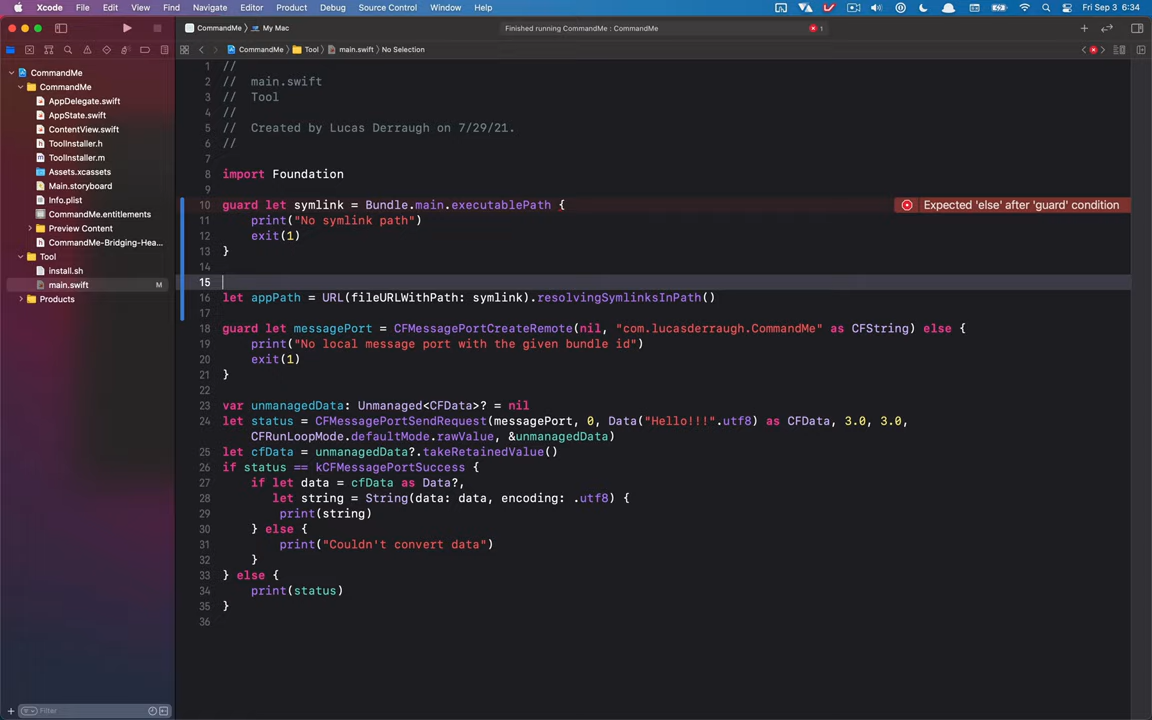 Xcode File Edit View Find Navigate Editor Product Debug Source Control Window Help Fri Sep 3 6:34
CommandMe My Mac Finished running CommandMe : CommandMe 1
CommandMe Tool main.swift No Selection
CommandMe
CommandMe
AppDelegate.swift
AppState.swift
ContentView.swift
ToolInstaller.h
ToolInstaller.m
Assets.xcassets
Main.storyboard
Info.plist
CommandMe.entitlements
Preview Content
CommandMe-Bridging-Hea...
Tool
install.sh
main.swift M
Products
Filter
1 //
2 // main.swift
3 // Tool
4 //
5 // Created by Lucas Derraugh on 7/29/21.
6 //
7
8 import Foundation
9
10 guard let symlink = Bundle.main.executablePath { Expected 'else' after 'guard' condition
11 print("No symlink path")
12 exit(1)
13 }
14
15
16 let appPath = URL(fileURLWithPath: symlink).resolvingSymlinksInPath()
17
18 guard let messagePort = CFMessagePortCreateRemote(nil, "com.lucasderraugh.CommandMe" as CFString) else {
19 print("No local message port with the given bundle id")
20 exit(1)
21 }
22
23 var unmanagedData: Unmanaged<CFData>? = nil
24 let status = CFMessagePortSendRequest(messagePort, 0, Data("Hello!!!".utf8) as CFData, 3.0, 3.0,
CFRunLoopMode.defaultMode.rawValue, &unmanagedData)
25 let cfData = unmanagedData?.takeRetainedValue()
26 if status == kCFMessagePortSuccess {
27 if let data = cfData as Data?,
28 let string = String(data: data, encoding: .utf8) {
29 print(string)
30 } else {
31 print("Couldn't convert data")
32 }
33 } else {
34 print(status)
35 }
36